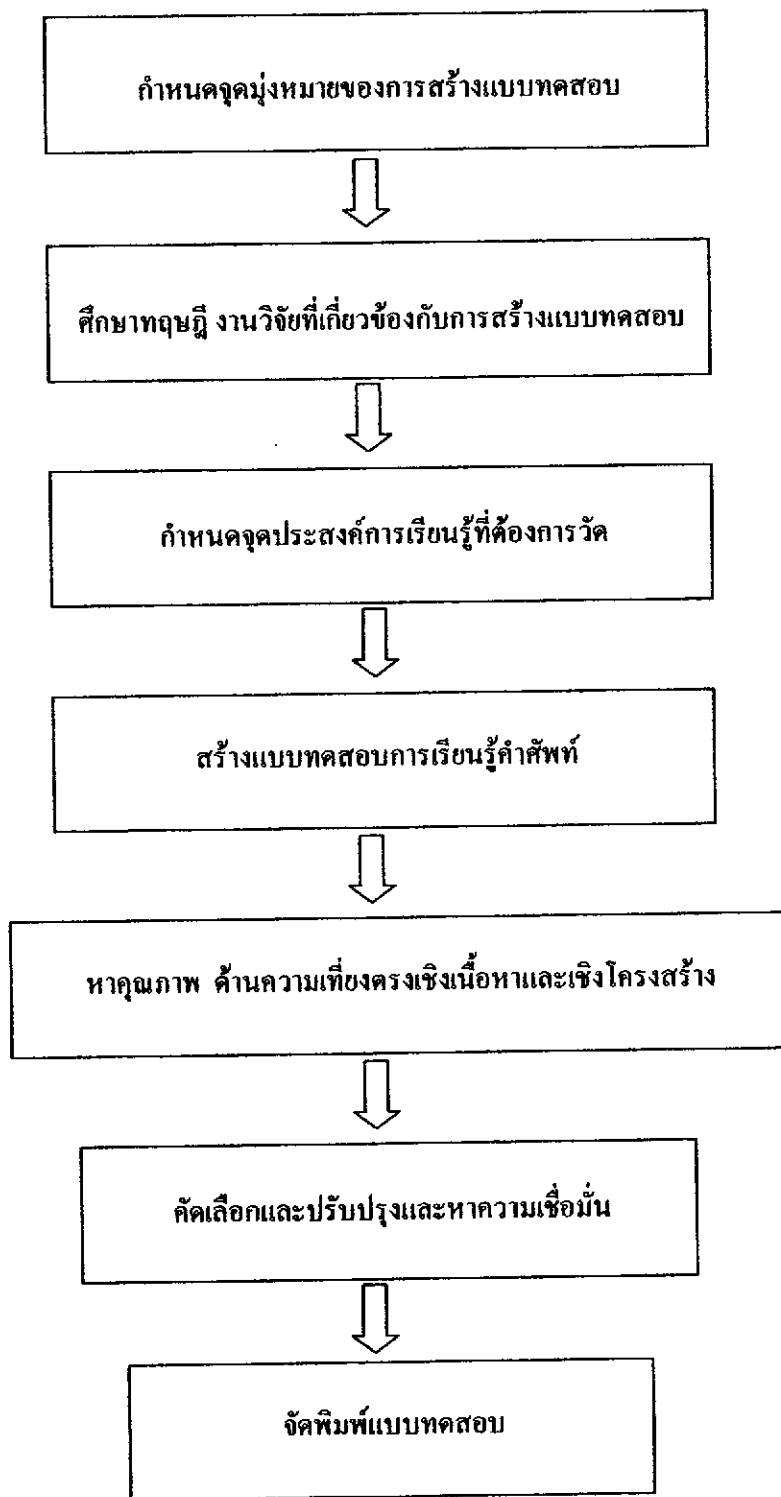 กำหนดจุดมุ่งหมายของการสร้างแบบทดสอบ
ศึกษาทฤษฎี งานวิจัยที่เกี่ยวข้องกับการสร้างแบบทดสอบ
กำหนดจุดประสงค์การเรียนรู้ที่ต้องการวัด
สร้างแบบทดสอบการเรียนรู้คำศัพท์
หาคุณภาพ ด้านความเที่ยงตรงเชิงเนื้อหาและเชิงโครงสร้าง
คัดเลือกและปรับปรุงและหาความเชื่อมั่น
จัดพิมพ์แบบทดสอบ